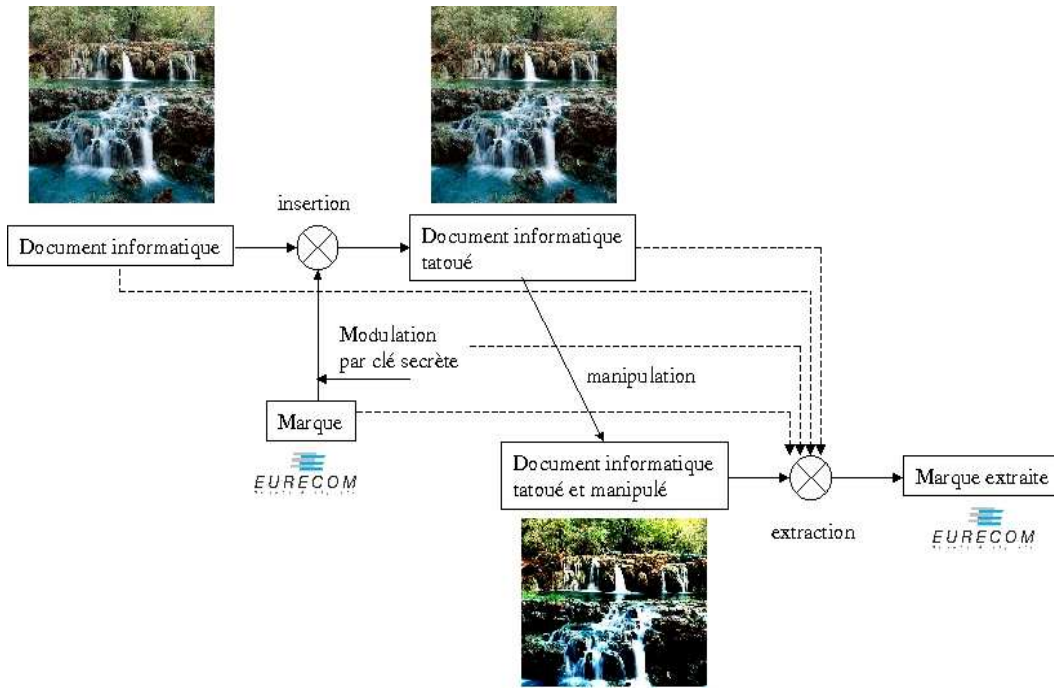 insertion
Document informatique
Document informatique
tatoué
Modulation
par clé secrète
manipulation
Marque
EURECOM
Document informatique
tatoué et manipulé
extraction
Marque extraite
EURECOM